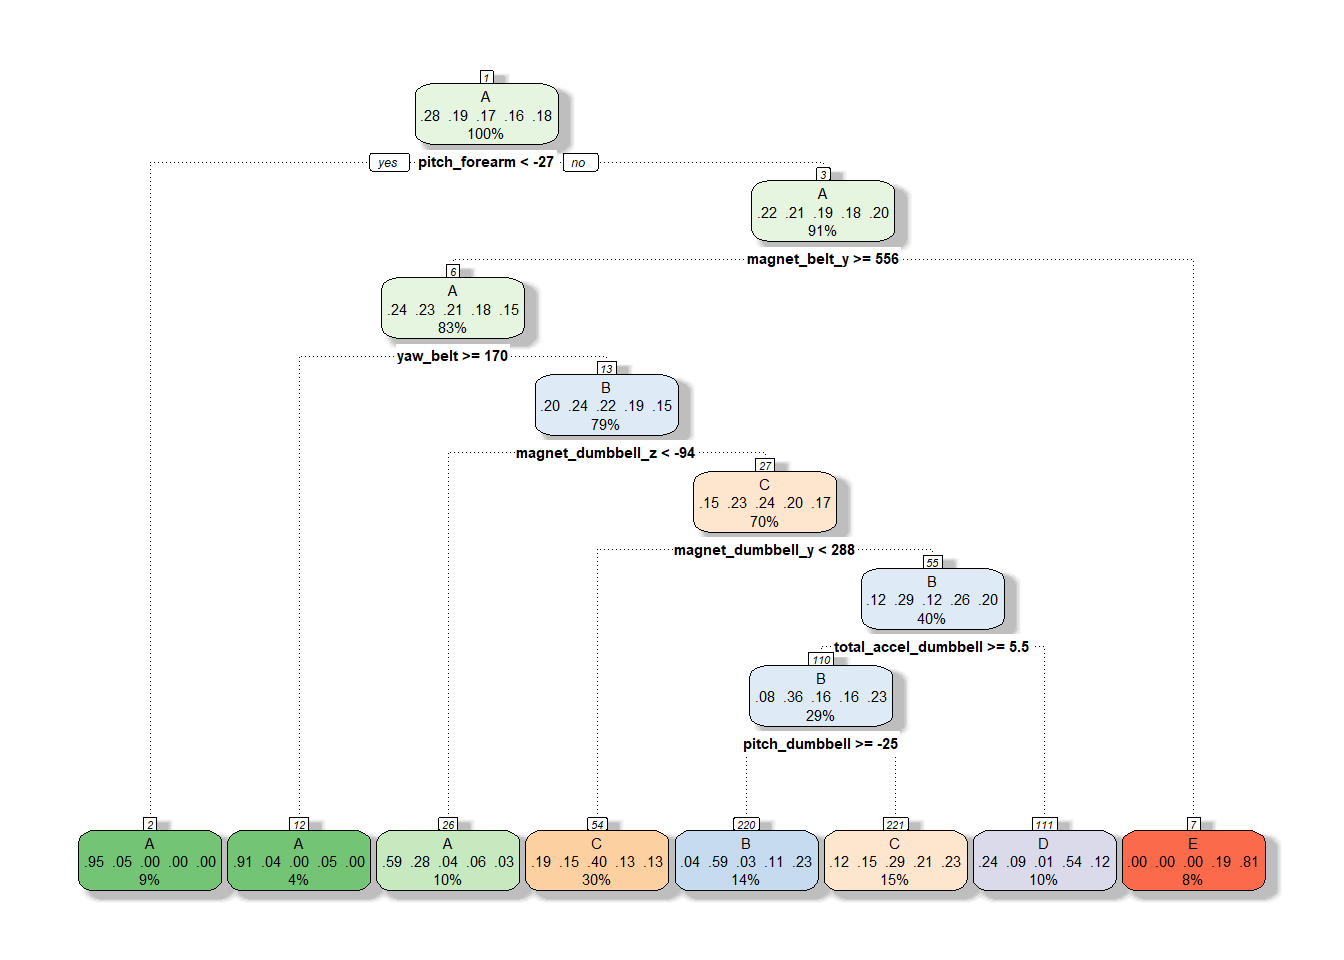 1
A
.28 .19 .17 .16 .18
100%
yes pitch_forearm < -27 no
3
A
.22 .21 .19 .18 .20
91%
magnet_belt_y >= 556
6
A
.24 .23 .21 .18 .15
83%
yaw_belt >= 170
13
B
.20 .24 .22 .19 .15
79%
magnet_dumbbell_z < -94
27
C
.15 .23 .24 .20 .17
70%
magnet_dumbbell_y < 288
55
B
.12 .29 .12 .26 .20
40%
total_accel_dumbbell >= 5.5
110
B
.08 .36 .16 .16 .23
29%
pitch_dumbbell >= -25
2
A
.95 .05 .00 .00 .00
9%
12
A
.91 .04 .00 .05 .00
4%
26
A
.59 .28 .04 .06 .03
10%
54
C
.19 .15 .40 .13 .13
30%
220
B
.04 .59 .03 .11 .23
14%
221
C
.12 .15 .29 .21 .23
15%
111
D
.24 .09 .01 .54 .12
10%
7
E
.00 .00 .00 .19 .81
8%